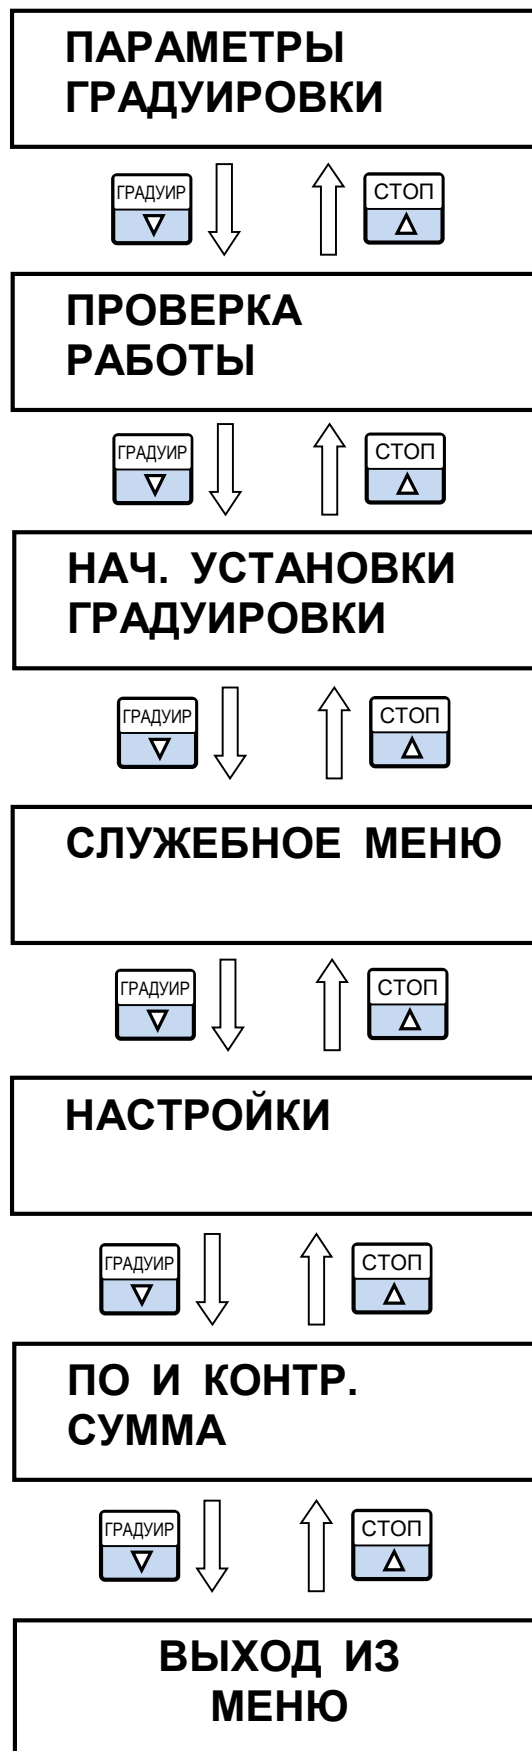 ПАРАМЕТРЫ
ГРАДУИРОВКИ
ГРАДУИР
СТОП
ПРОВЕРКА
РАБОТЫ
ГРАДУИР
СТОП
НАЧ. УСТАНОВКИ
ГРАДУИРОВКИ
ГРАДУИР
СТОП
СЛУЖЕБНОЕ МЕНЮ
ГРАДУИР
СТОП
НАСТРОЙКИ
ГРАДУИР
СТОП
ПО И КОНТР.
СУММА
ГРАДУИР
СТОП
ВЫХОД ИЗ
МЕНЮ